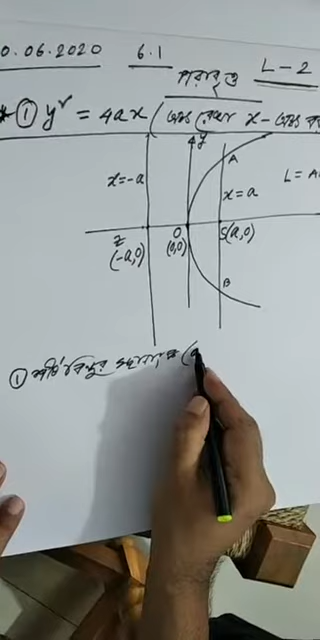 0.06.2020 6.1 L-2
পরাবৃত্ত
* ① y² = 4ax (
y
A
x=-a x=a L = A
Z O S(a,0)
(-a,0) (0,0)
B
① শীর্ষবিন্দুর স্থানাঙ্ক (